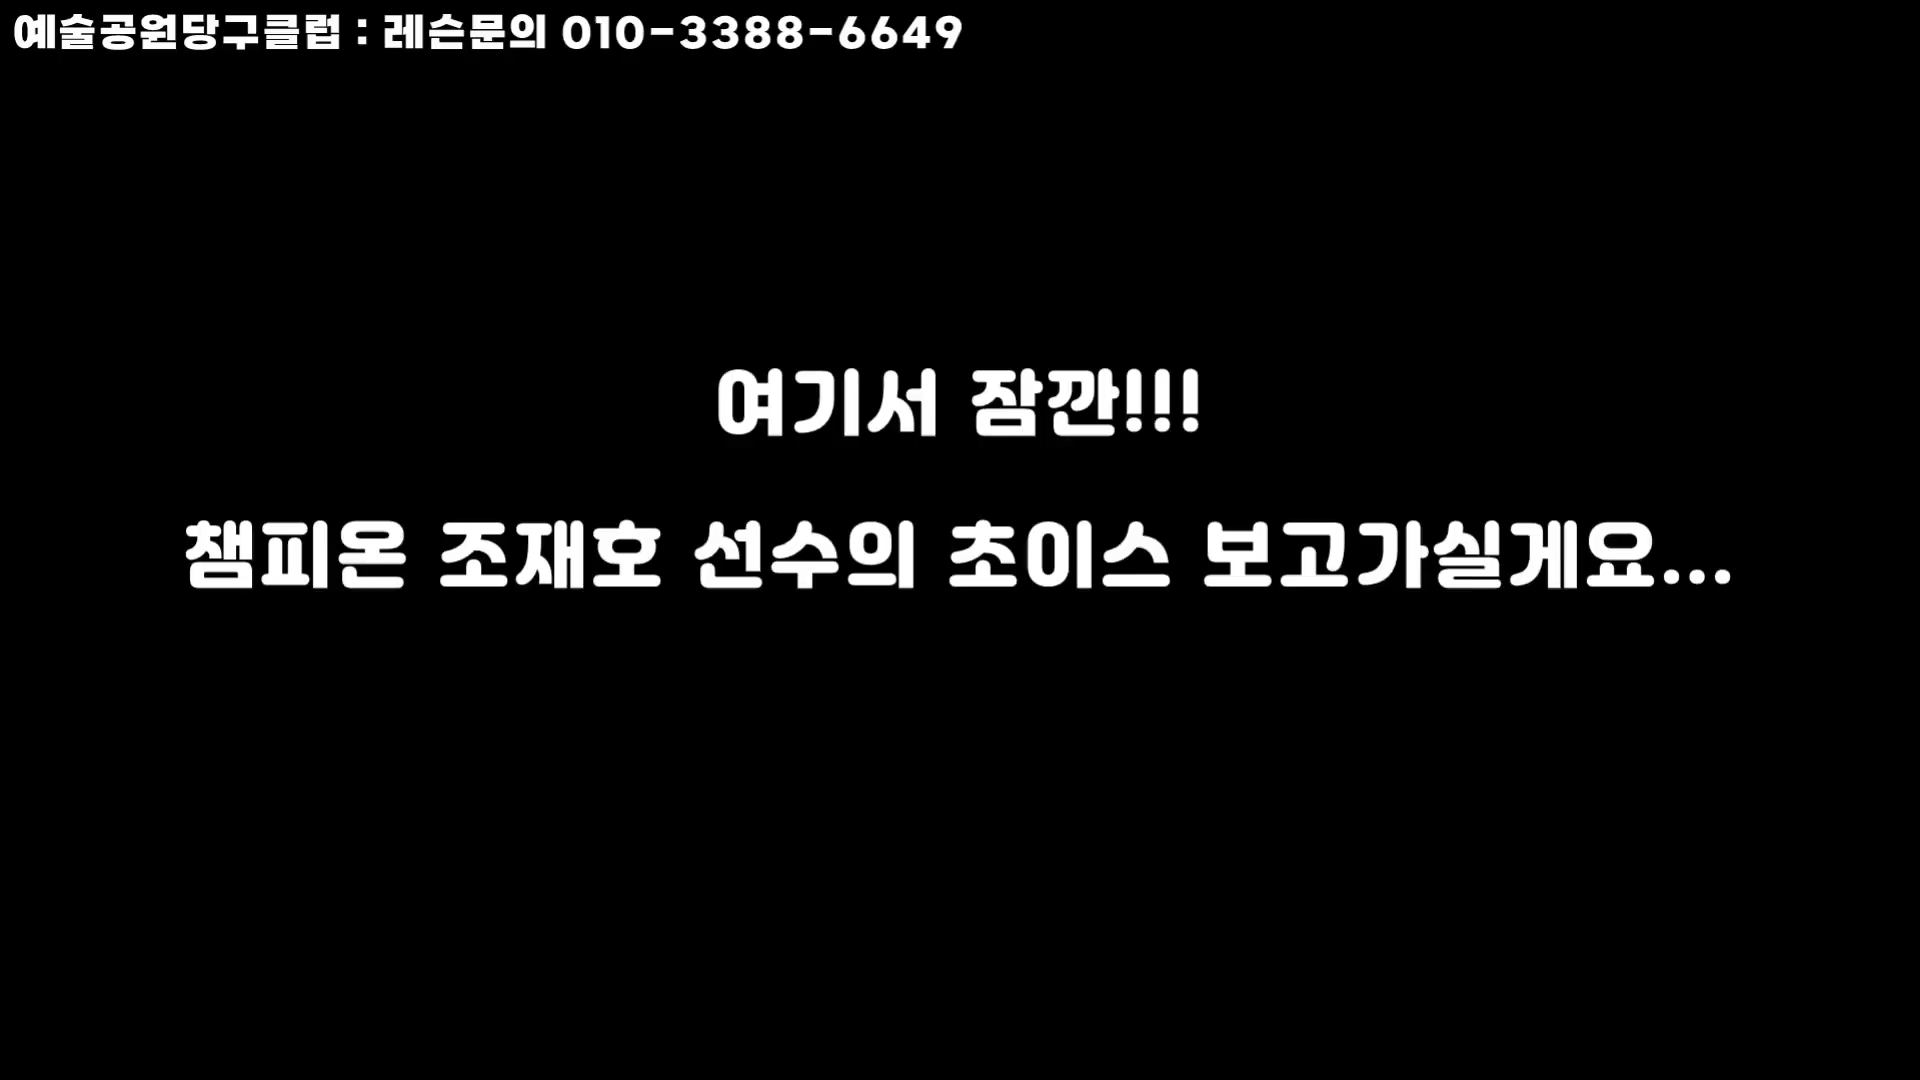 예술공원당구클럽 : 레슨문의 010-3388-6649
여기서 잠깐!!!
챔피온 조재호 선수의 초이스 보고가실게요...